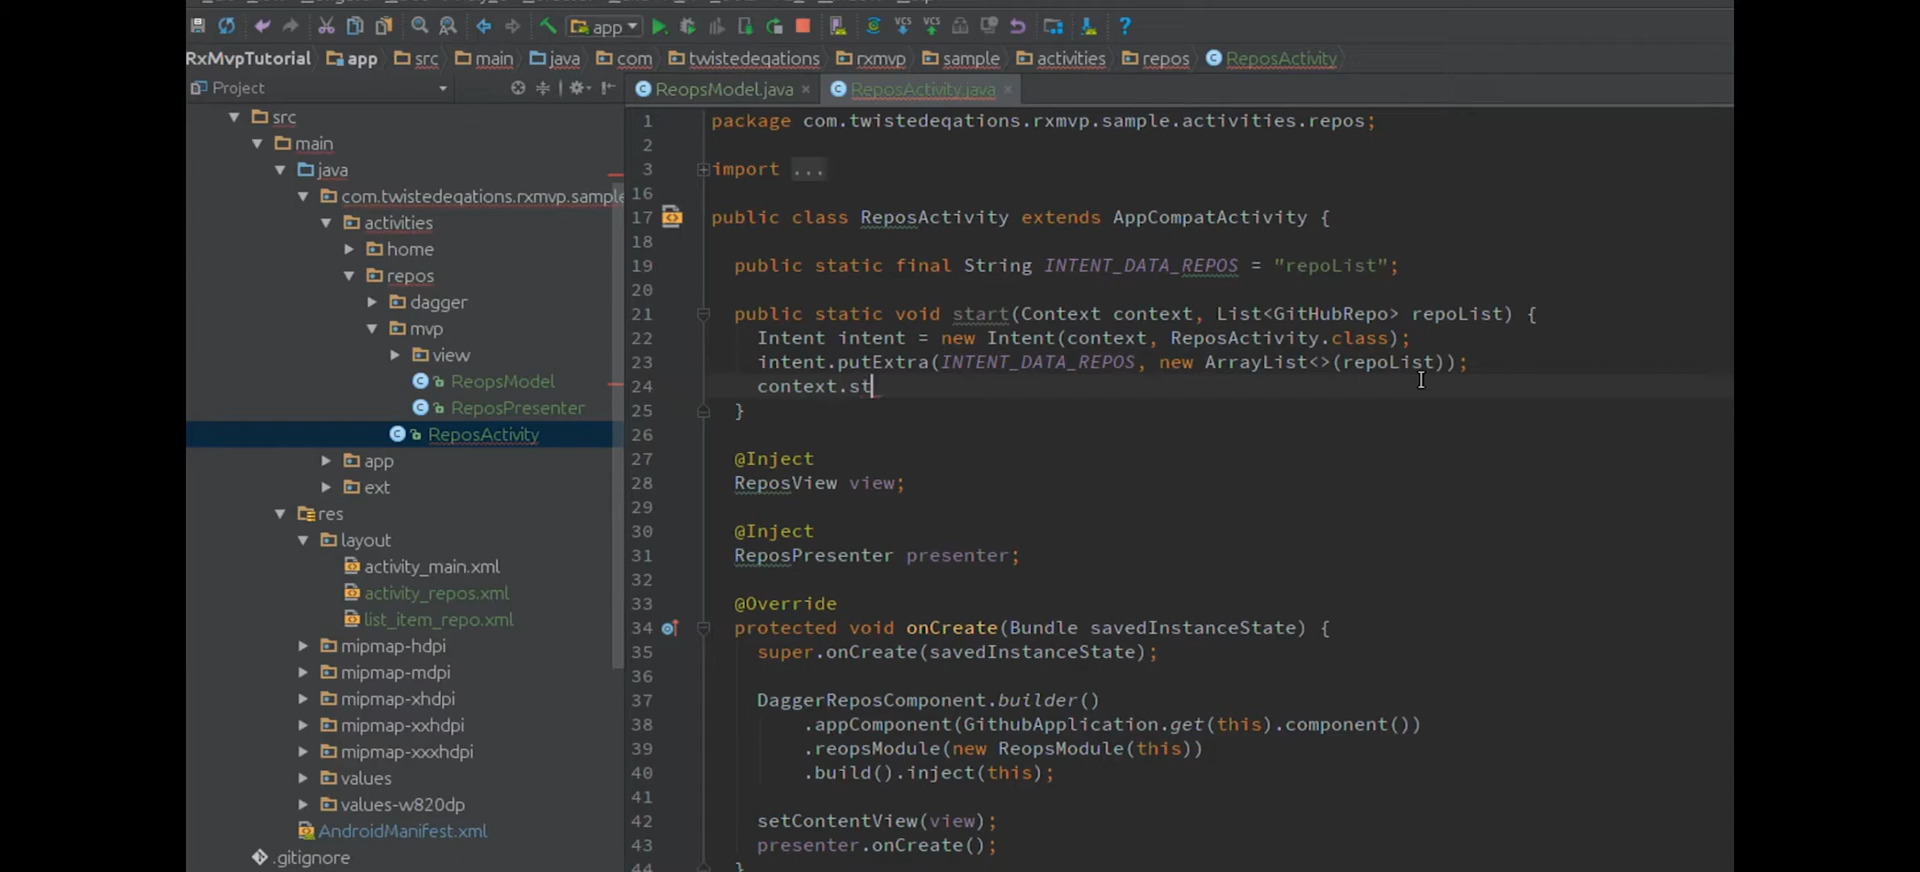 app
RxMvpTutorial app src main java com twistedeqations rxmvp sample activities repos ReposActivity
Project ReopsModel.java ReposActivity.java
src
main
java
com.twistedeqations.rxmvp.sample
activities
home
repos
dagger
mvp
view
ReopsModel
ReposPresenter
ReposActivity
app
ext
res
layout
activity_main.xml
activity_repos.xml
list_item_repo.xml
mipmap-hdpi
mipmap-mdpi
mipmap-xhdpi
mipmap-xxhdpi
mipmap-xxxhdpi
values
values-w820dp
AndroidManifest.xml
.gitignore
1 package com.twistedeqations.rxmvp.sample.activities.repos;
2
3 import ...
16
17 public class ReposActivity extends AppCompatActivity {
18
19 public static final String INTENT_DATA_REPOS = "repoList";
20
21 public static void start(Context context, List<GitHubRepo> repoList) {
22 Intent intent = new Intent(context, ReposActivity.class);
23 intent.putExtra(INTENT_DATA_REPOS, new ArrayList<>(repoList));
24 context.st
25 }
26
27 @Inject
28 ReposView view;
29
30 @Inject
31 ReposPresenter presenter;
32
33 @Override
34 protected void onCreate(Bundle savedInstanceState) {
35 super.onCreate(savedInstanceState);
36
37 DaggerReposComponent.builder()
38 .appComponent(GithubApplication.get(this).component())
39 .reopsModule(new ReopsModule(this))
40 .build().inject(this);
41
42 setContentView(view);
43 presenter.onCreate();
44 }